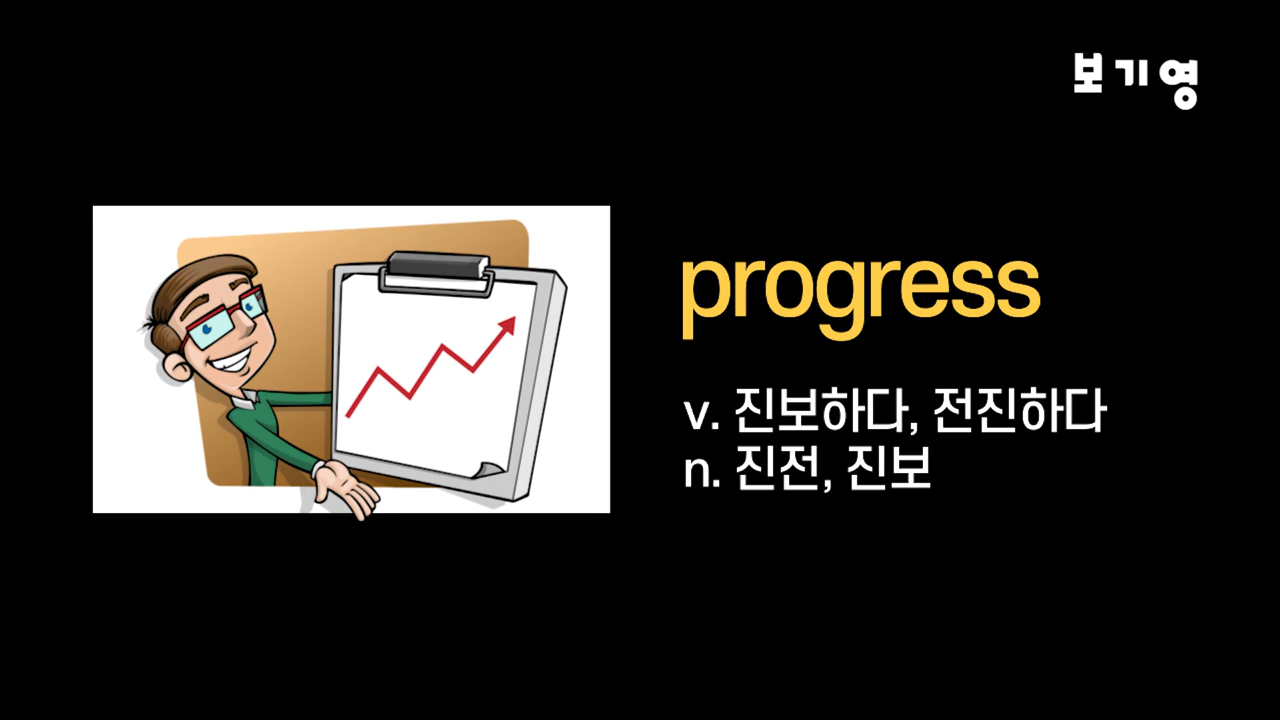 보기영
progress
v. 진보하다, 전진하다
n. 진전, 진보